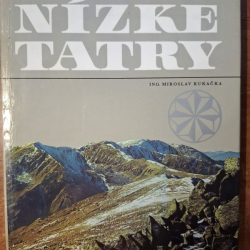 NÍZKE
TATRY
ING. MIROSLAV KUKAČKA